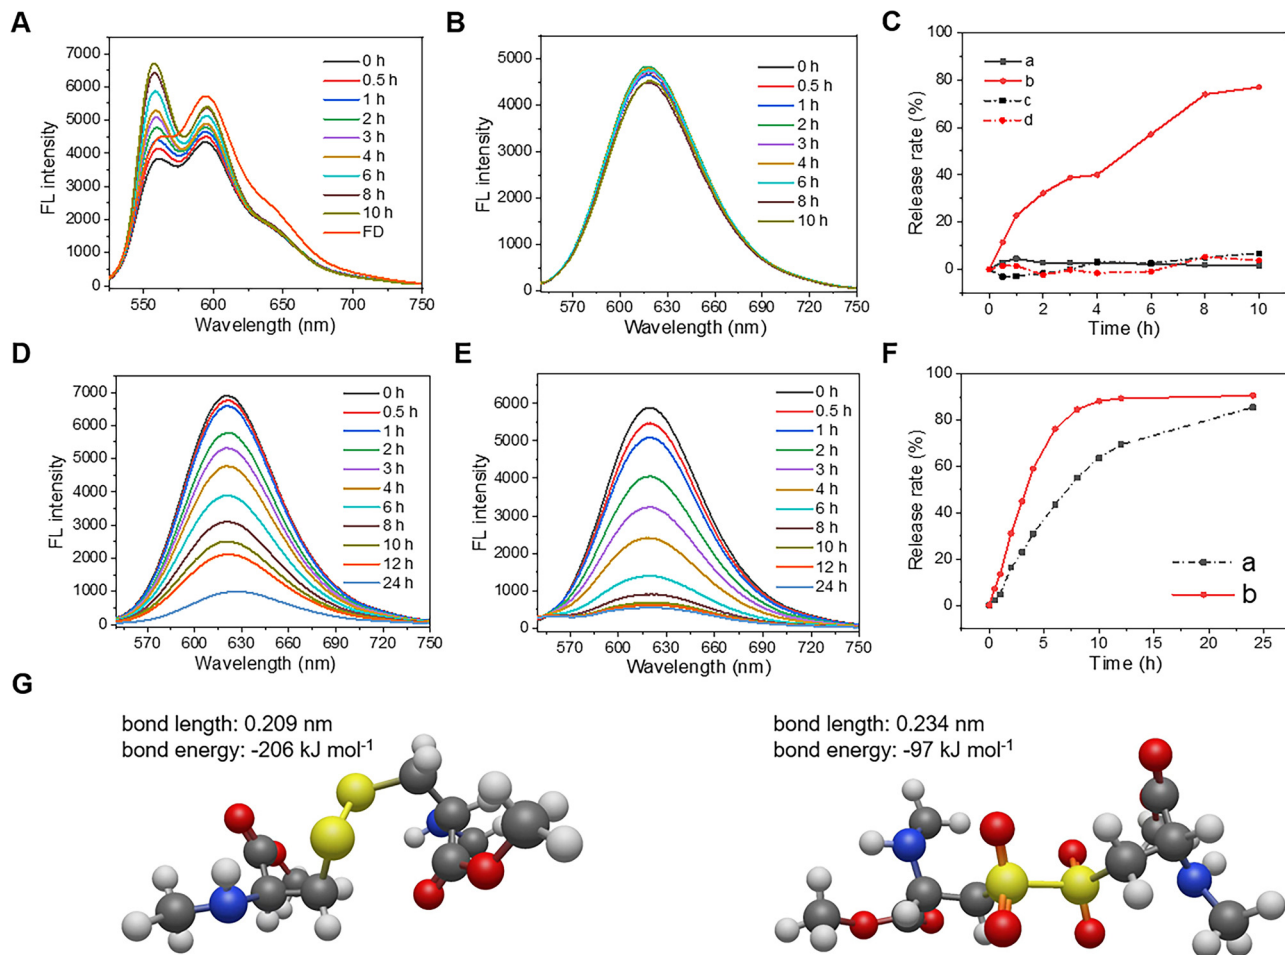 A
7000
6000
5000
4000
3000
2000
1000
0
FL intensity
550
600
650
700
750
Wavelength (nm)
0 h
0.5 h
1 h
2 h
3 h
4 h
6 h
8 h
10 h
FD
B
5000
4000
3000
2000
1000
0
FL intensity
570
600
630
660
690
720
750
Wavelength (nm)
0 h
0.5 h
1 h
2 h
3 h
4 h
6 h
8 h
10 h
C
100
80
60
40
20
0
Release rate (%)
0
2
4
6
8
10
Time (h)
a
b
c
d
D
7000
6000
5000
4000
3000
2000
1000
0
FL intensity
570
600
630
660
690
720
750
Wavelength (nm)
0 h
0.5 h
1 h
2 h
3 h
4 h
6 h
8 h
10 h
12 h
24 h
E
6000
5000
4000
3000
2000
1000
0
FL intensity
570
600
630
660
690
720
750
Wavelength (nm)
0 h
0.5 h
1 h
2 h
3 h
4 h
6 h
8 h
10 h
12 h
24 h
F
100
80
60
40
20
0
Release rate (%)
0
5
10
15
20
25
Time (h)
a
b
G
bond length: 0.209 nm
bond energy: -206 kJ mol⁻¹
bond length: 0.234 nm
bond energy: -97 kJ mol⁻¹